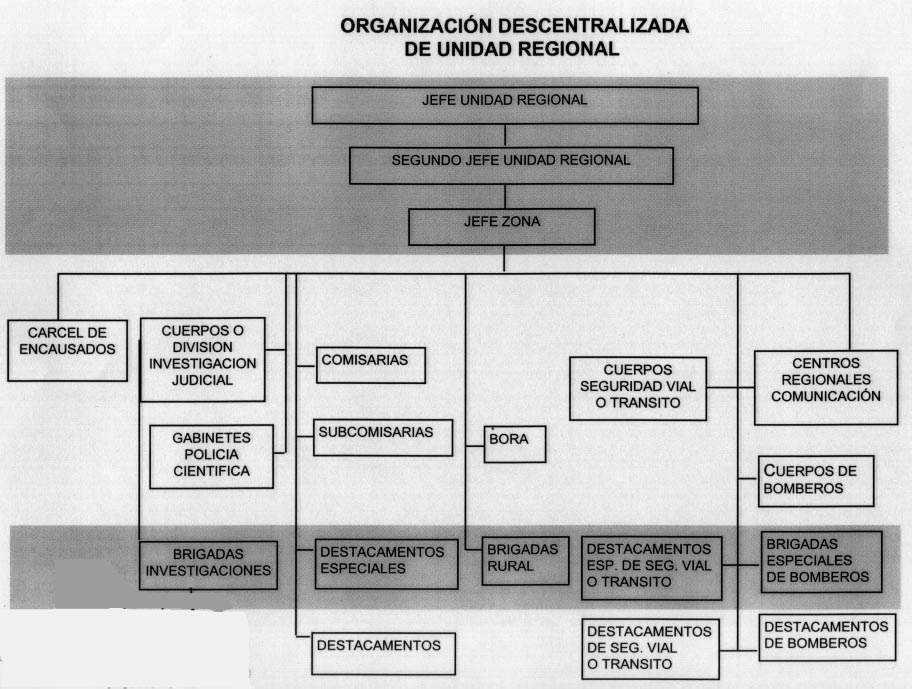 ORGANIZACIÓN DESCENTRALIZADA
DE UNIDAD REGIONAL
JEFE UNIDAD REGIONAL
SEGUNDO JEFE UNIDAD REGIONAL
JEFE ZONA
CARCEL DE
ENCAUSADOS
CUERPOS O
DIVISION
INVESTIGACION
JUDICIAL
GABINETES
POLICIA
CIENTIFICA
COMISARIAS
SUBCOMISARIAS
BORA
CUERPOS
SEGURIDAD VIAL
O TRANSITO
CENTROS
REGIONALES
COMUNICACIÓN
CUERPOS DE
BOMBEROS
BRIGADAS
INVESTIGACIONES
DESTACAMENTOS
ESPECIALES
BRIGADAS
RURAL
DESTACAMENTOS
ESP. DE SEG. VIAL
O TRANSITO
BRIGADAS
ESPECIALES
DE BOMBEROS
DESTACAMENTOS
DESTACAMENTOS
DE SEG. VIAL
O TRANSITO
DESTACAMENTOS
DE BOMBEROS